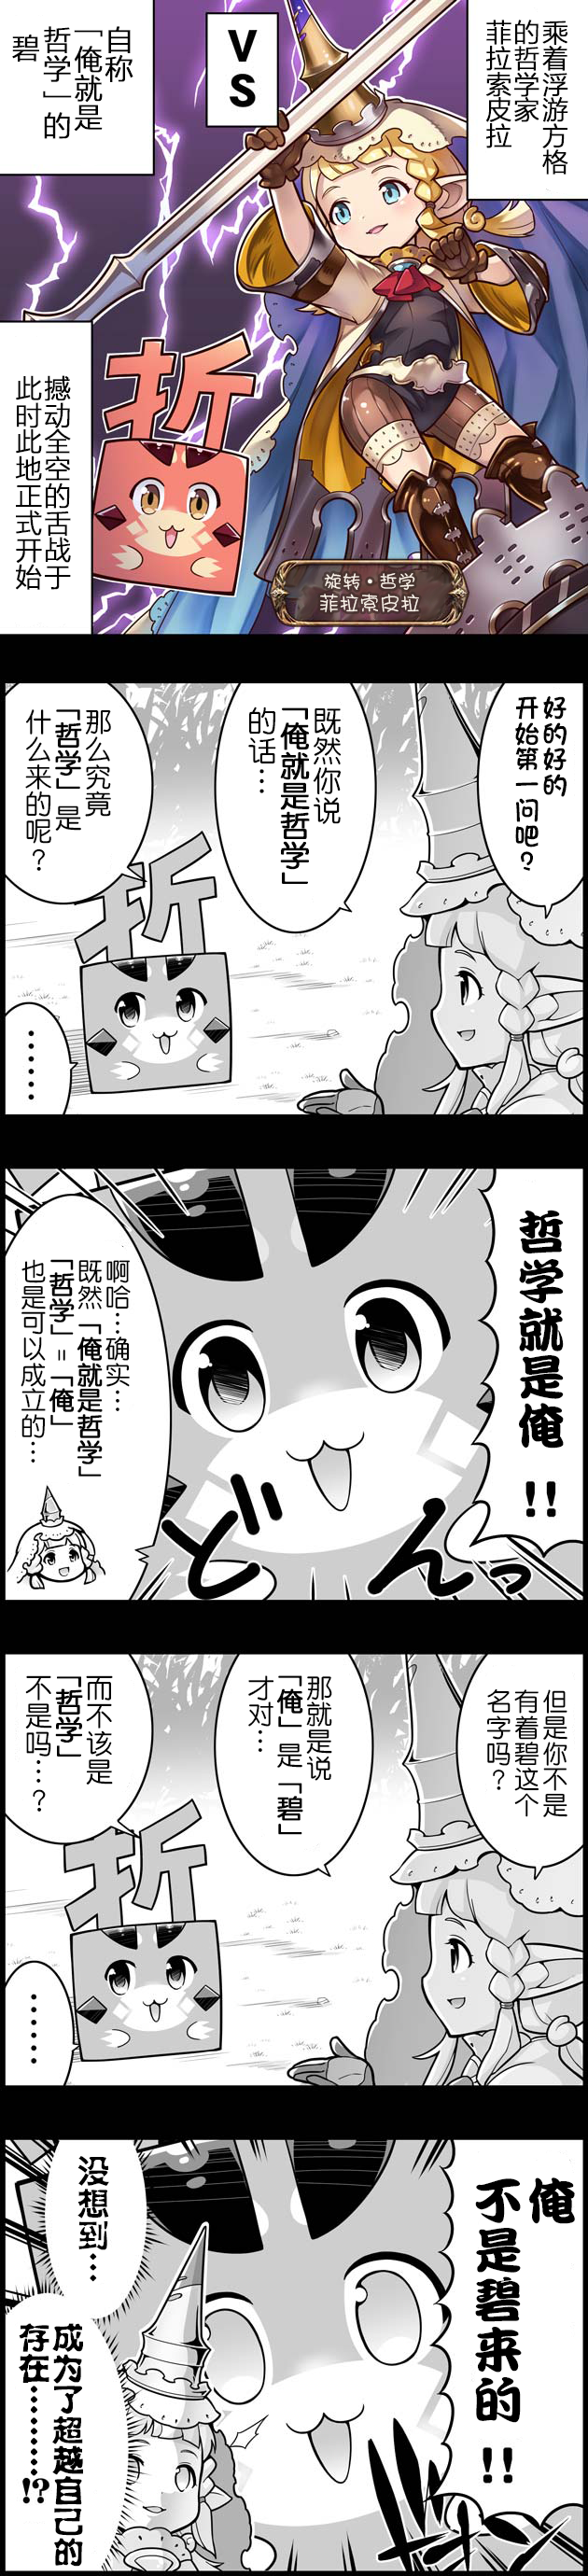 乘着浮游方格
的哲学家
菲拉索皮拉
VS
自称
「俺就是
哲学」的
碧
撼动全空的舌战于
此时此地正式开始
折
旋转·哲学
菲拉索皮拉
好的好的
开始第一问吧?
既然你说
「俺就是哲学」
的话…
那么究竟
「哲学」是
什么来的呢?
折
……
哲学就是俺!!
啊哈…确实…
既然「俺就是哲学」
「哲学」=「俺」
也是可以成立的…
どんっ
但是你不是
有着碧这个
名字吗?
那就是说
「俺」是「碧」
才对…
而不该是
「哲学」
不是吗…?
折
……
俺
不是碧来的!!
没想到…
成为了超越自己的
存在………!?